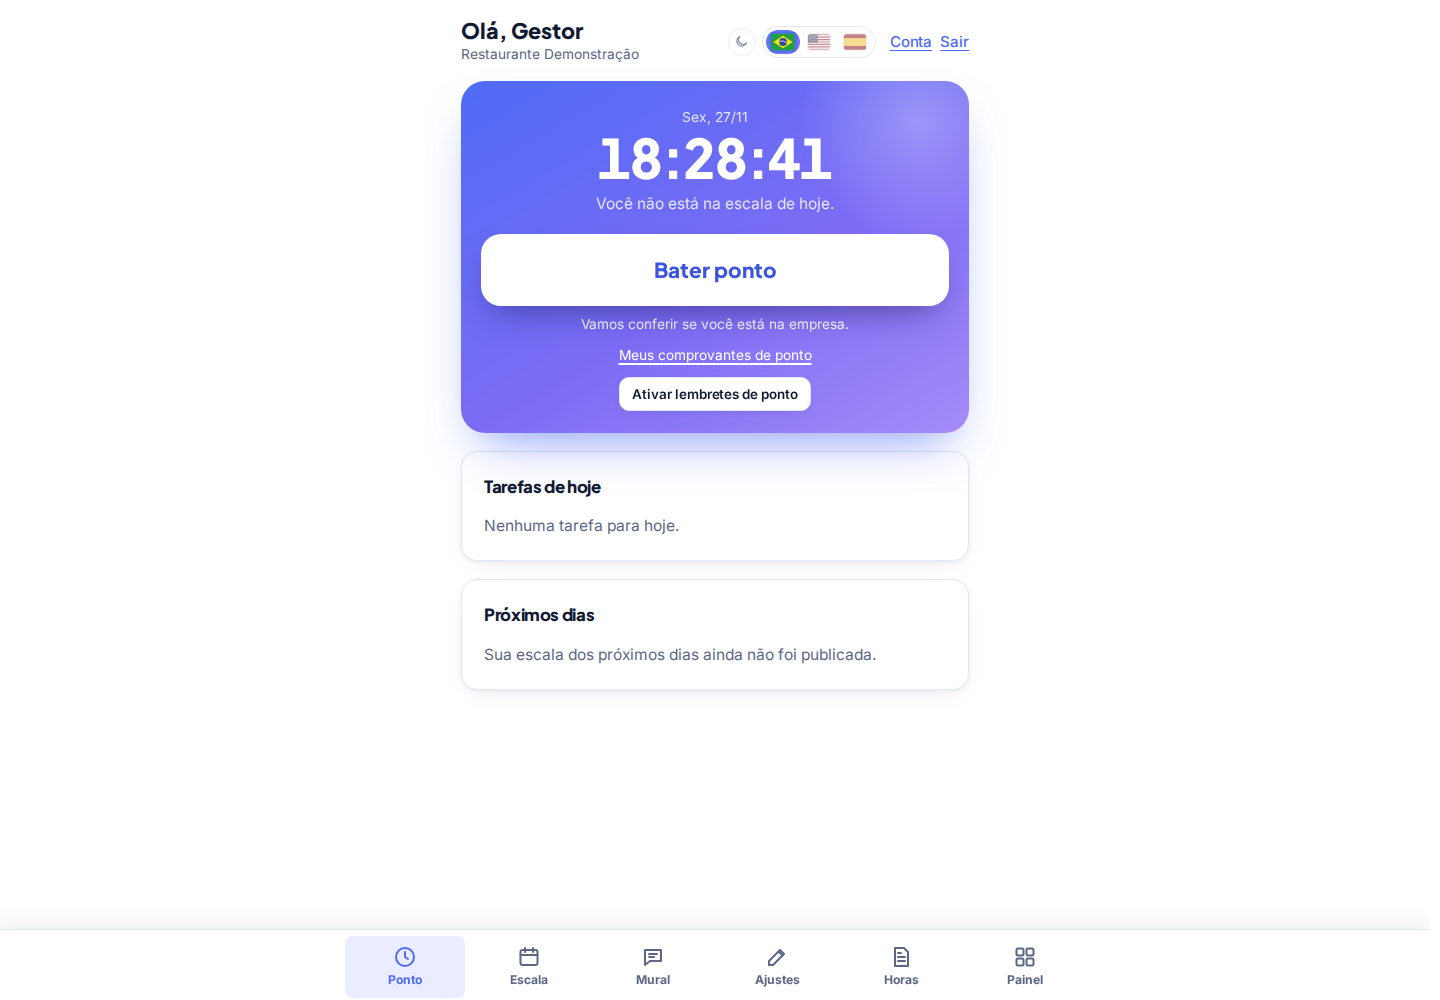 Olá, Gestor
Restaurante Demonstração
Conta Sair
Sex, 27/11
18:28:41
Você não está na escala de hoje.
Bater ponto
Vamos conferir se você está na empresa.
Meus comprovantes de ponto
Ativar lembretes de ponto
Tarefas de hoje
Nenhuma tarefa para hoje.
Próximos dias
Sua escala dos próximos dias ainda não foi publicada.
Ponto Escala Mural Ajustes Horas Painel